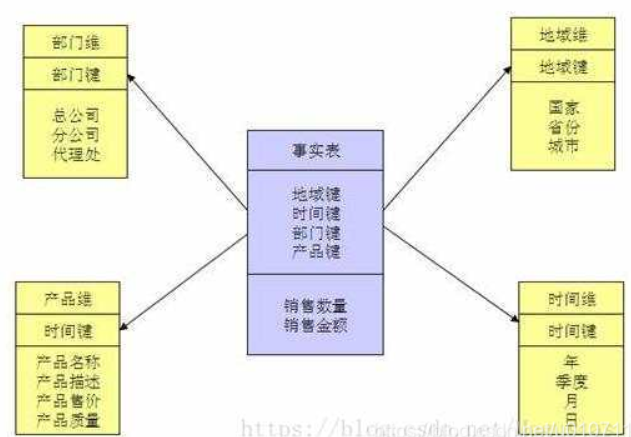 部门维
部门键
总公司
分公司
代理处
地域维
地域键
国家
省份
城市
事实表
地域键
时间键
部门键
产品键
销售数量
销售金额
产品维
时间键
产品名称
产品描述
产品售价
产品质量
时间维
时间键
年
季度
月
日
https://blog.csdn.net/